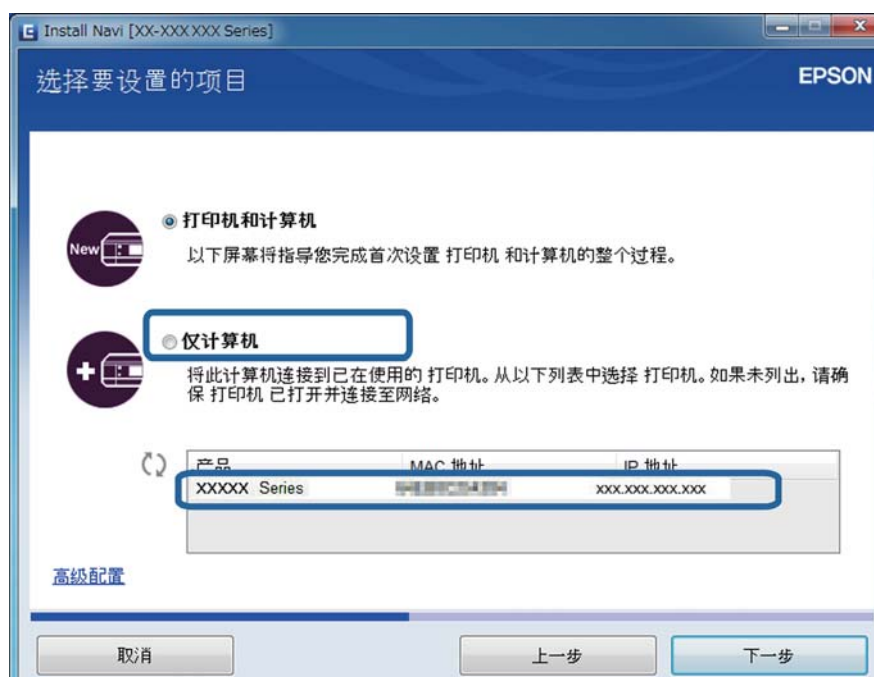 Install Navi [XX-XXX XXX Series]
选择要设置的项目
EPSON
New
打印机和计算机
以下屏幕将指导您完成首次设置 打印机 和计算机的整个过程。
仅计算机
将此计算机连接到已在使用的 打印机。从以下列表中选择 打印机。如果未列出，请确
保 打印机 已打开并连接至网络。
产品 MAC 地址 IP 地址
XXXXX Series xxx.xxx.xxx.xxx
高级配置
取消 上一步 下一步